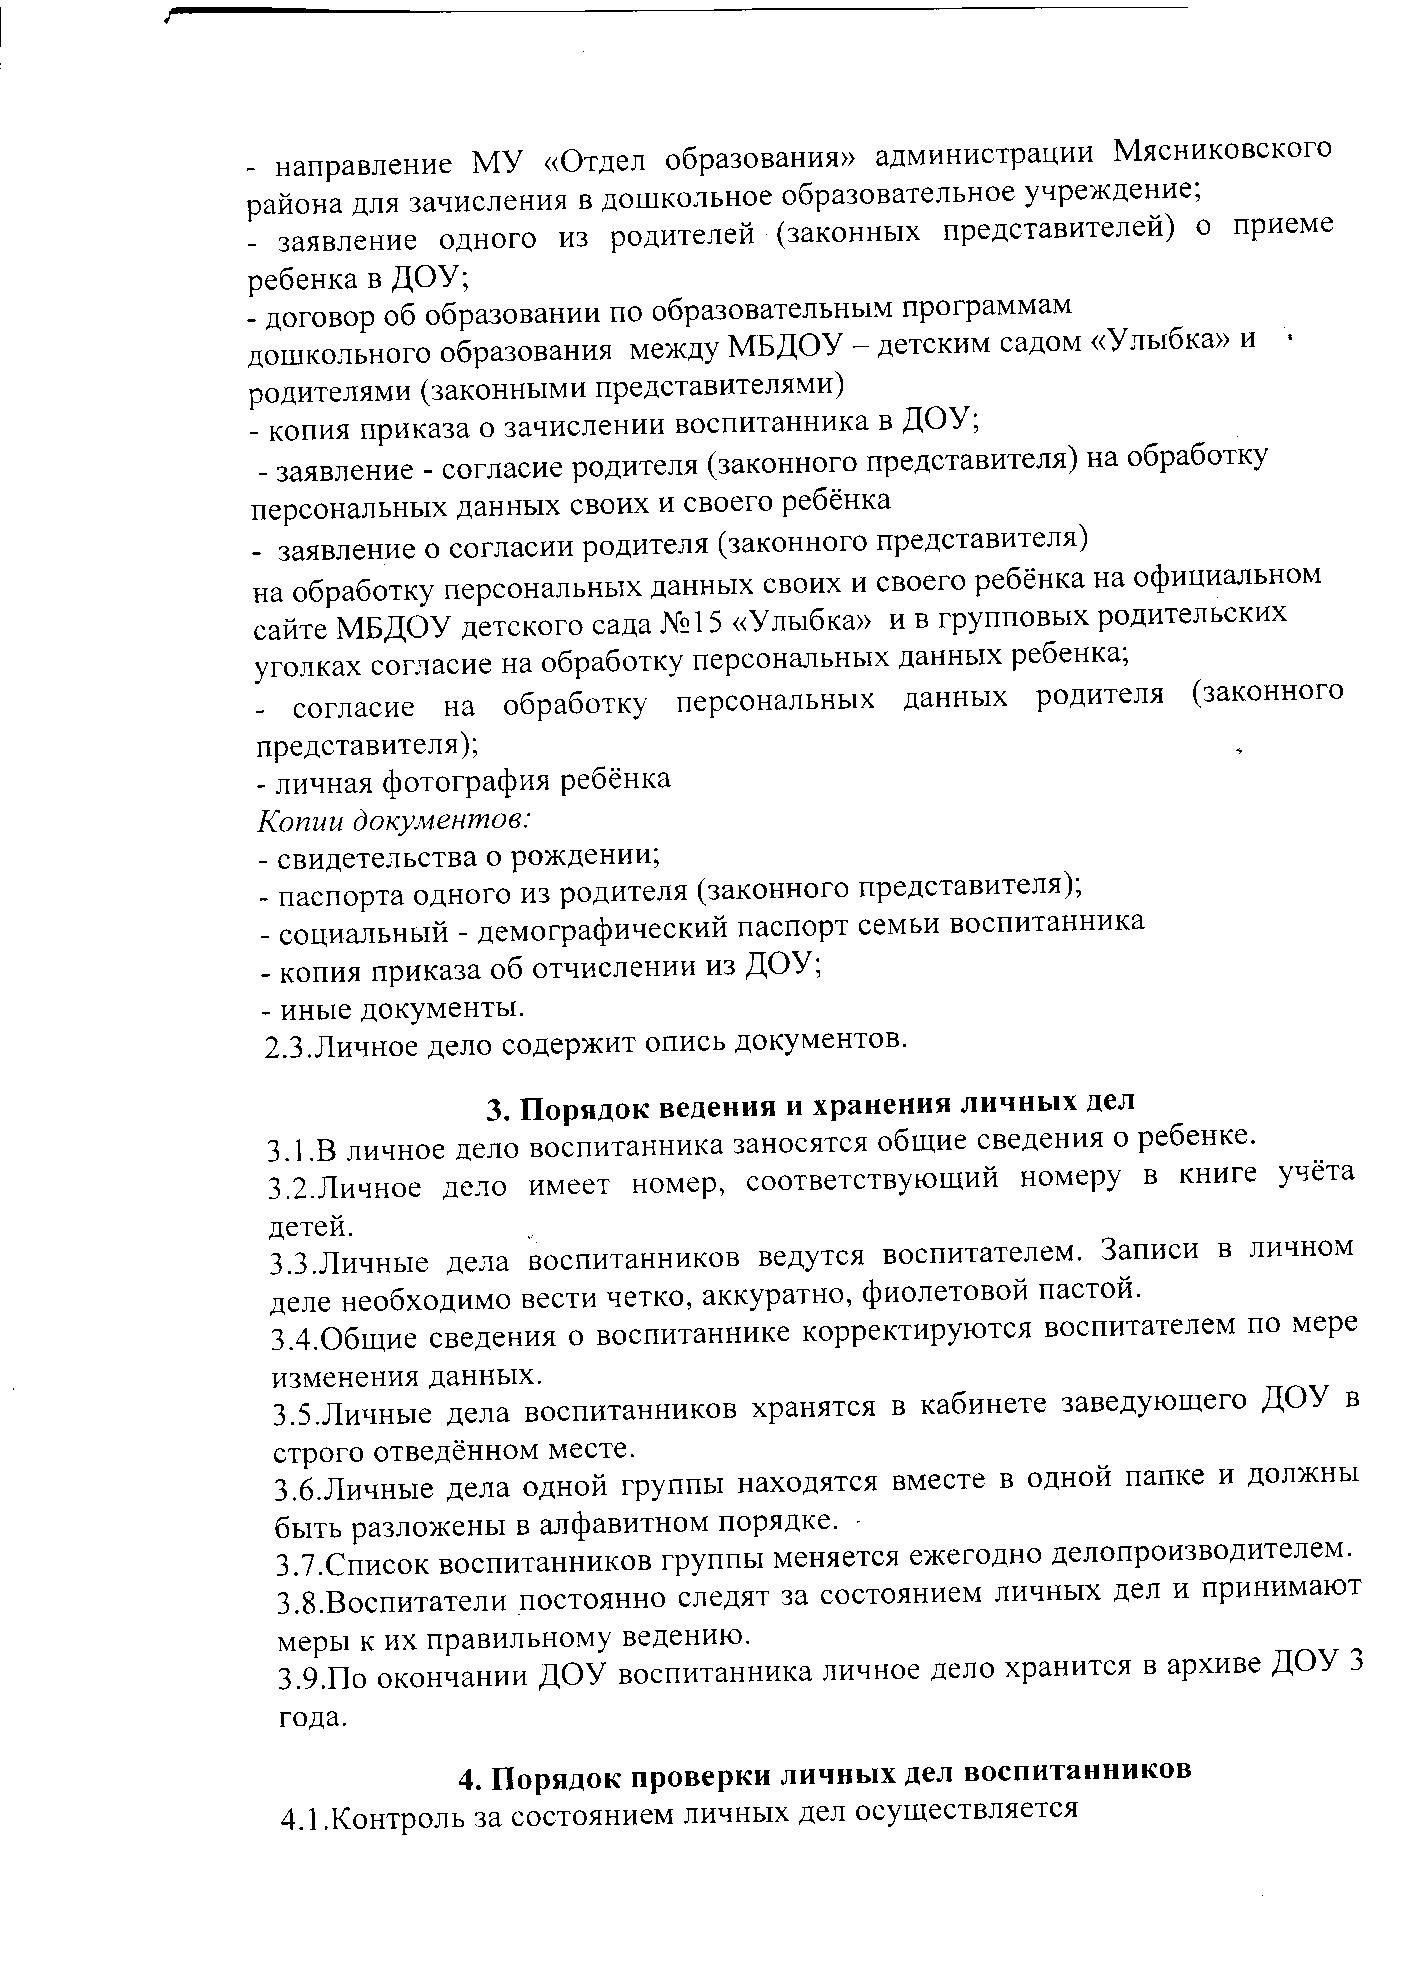 - направление МУ «Отдел образования» администрации Мясниковского
района для зачисления в дошкольное образовательное учреждение;
- заявление одного из родителей (законных представителей) о приеме
ребенка в ДОУ;
- договор об образовании по образовательным программам
дошкольного образования между МБДОУ – детским садом «Улыбка» и
родителями (законными представителями)
- копия приказа о зачислении воспитанника в ДОУ;
- заявление - согласие родителя (законного представителя) на обработку
персональных данных своих и своего ребёнка
- заявление о согласии родителя (законного представителя)
на обработку персональных данных своих и своего ребёнка на официальном
сайте МБДОУ детского сада №15 «Улыбка» и в групповых родительских
уголках согласие на обработку персональных данных ребенка;
- согласие на обработку персональных данных родителя (законного
представителя);
- личная фотография ребёнка
Копии документов:
- свидетельства о рождении;
- паспорта одного из родителя (законного представителя);
- социальный - демографический паспорт семьи воспитанника
- копия приказа об отчислении из ДОУ;
- иные документы.
2.3.Личное дело содержит опись документов.
3. Порядок ведения и хранения личных дел
3.1.В личное дело воспитанника заносятся общие сведения о ребенке.
3.2.Личное дело имеет номер, соответствующий номеру в книге учёта
детей.
3.3.Личные дела воспитанников ведутся воспитателем. Записи в личном
деле необходимо вести четко, аккуратно, фиолетовой пастой.
3.4.Общие сведения о воспитаннике корректируются воспитателем по мере
изменения данных.
3.5.Личные дела воспитанников хранятся в кабинете заведующего ДОУ в
строго отведённом месте.
3.6.Личные дела одной группы находятся вместе в одной папке и должны
быть разложены в алфавитном порядке.
3.7.Список воспитанников группы меняется ежегодно делопроизводителем.
3.8.Воспитатели постоянно следят за состоянием личных дел и принимают
меры к их правильному ведению.
3.9.По окончании ДОУ воспитанника личное дело хранится в архиве ДОУ 3
года.
4. Порядок проверки личных дел воспитанников
4.1.Контроль за состоянием личных дел осуществляется